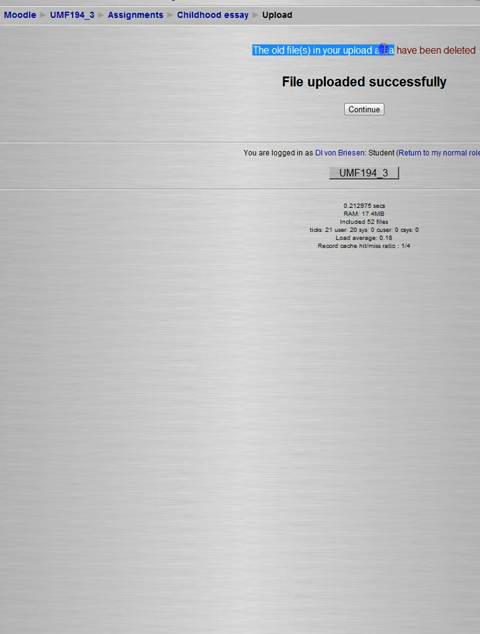 Moodle ► UMF194_3 ► Assignments ► Childhood essay ► Upload
The old file(s) in your upload area have been deleted
File uploaded successfully
Continue
You are logged in as DI von Briesen: Student (Return to my normal role
UMF194_3
0.212975 secs
RAM: 17.4MB
Included 52 files
ticks: 21 user: 20 sys: 0 cuser: 0 csys: 0
Load average: 0.18
Record cache hit/miss ratio : 1/4